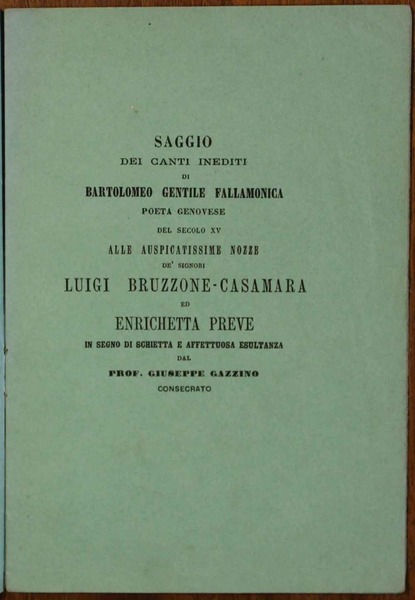 SAGGIO
DEI CANTI INEDITI
DI
BARTOLOMEO GENTILE FALLAMONICA
POETA GENOVESE
DEL SECOLO XV
ALLE AUSPICATISSIME NOZZE
DE' SIGNORI
LUIGI BRUZZONE-CASAMARA
ED
ENRICHETTA PREVE
IN SEGNO DI SCHIETTA E AFFETTUOSA ESULTANZA
DAL
PROF. GIUSEPPE GAZZINO
CONSECRATO